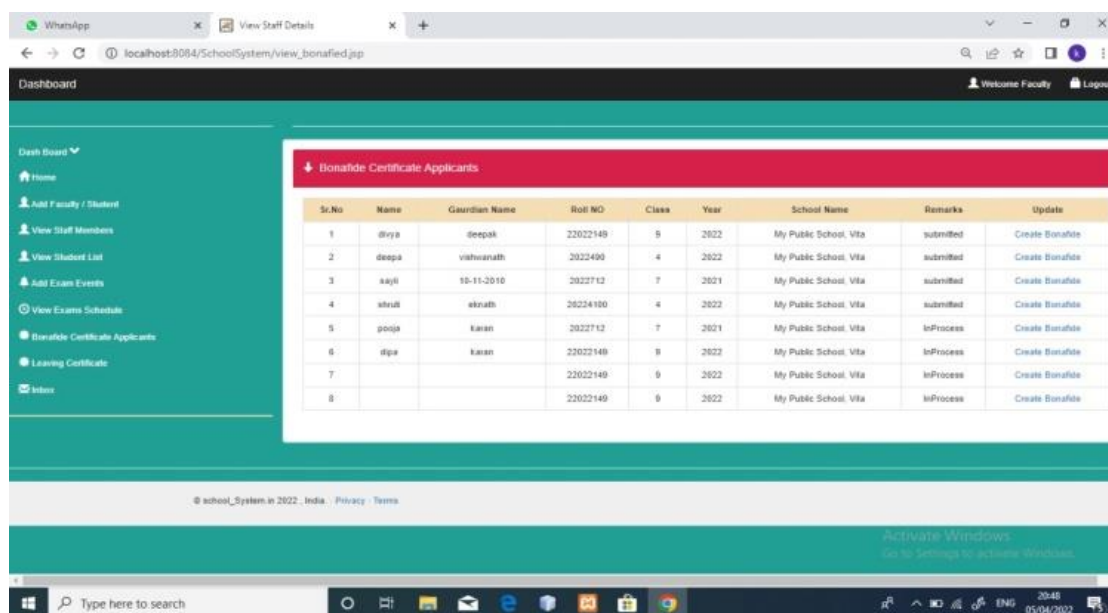 WhatsApp
View Staff Details
localhost:8084/SchoolSystem/view_bonafied.jsp
Dashboard
Welcome Faculty
Logou
Dash Board
Home
Add Faculty / Student
View Staff Members
View Student List
Add Exam Events
View Exams Schedule
Bonafide Certificate Applicants
Leaving Certificate
Inbox
Bonafide Certificate Applicants
Sr.No Name Gaurdian Name Roll NO Class Year School Name Remarks Update
1 divya deepak 22022149 9 2022 My Public School, Vita submitted Create Bonafide
2 deepa vishwanath 2022490 4 2022 My Public School, Vita submitted Create Bonafide
3 sayli 10-11-2010 2022712 7 2021 My Public School, Vita submitted Create Bonafide
4 shruti eknath 20224100 4 2022 My Public School, Vita submitted Create Bonafide
5 pooja karan 2022712 7 2021 My Public School, Vita InProcess Create Bonafide
6 dipa karan 22022149 9 2022 My Public School, Vita InProcess Create Bonafide
7 22022149 9 2022 My Public School, Vita InProcess Create Bonafide
8 22022149 9 2022 My Public School, Vita InProcess Create Bonafide
© school_System.in 2022 , India. · Privacy · Terms
Activate Windows
Go to Settings to activate Windows.
Type here to search
ENG
20:48
05/04/2022